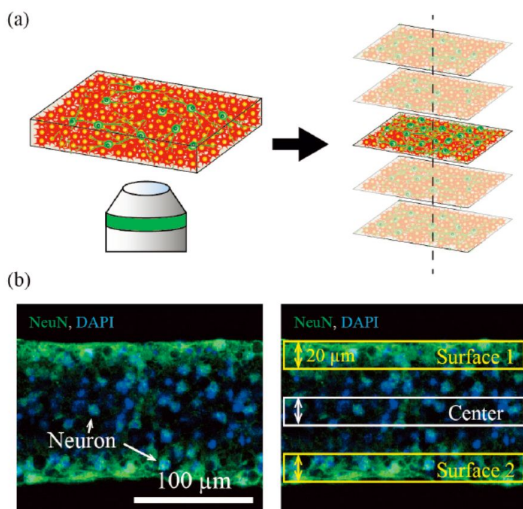 (a)
(b)
NeuN, DAPI
Neuron
100 µm
NeuN, DAPI
20 µm
Surface 1
Center
Surface 2